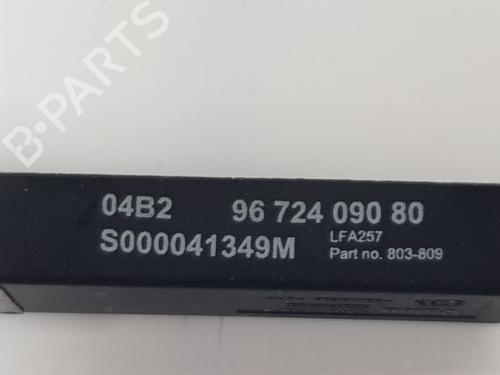 B-PARTS
04B2 96 724 090 80
S000041349M LFA257
Part no. 803-809